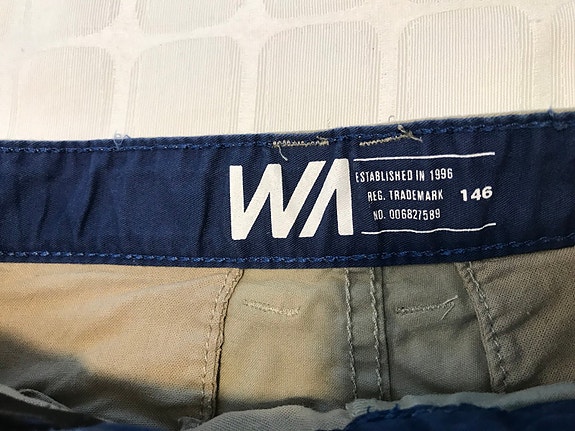 WA
ESTABLISHED IN 1996
REG. TRADEMARK
146
NO. 006827589